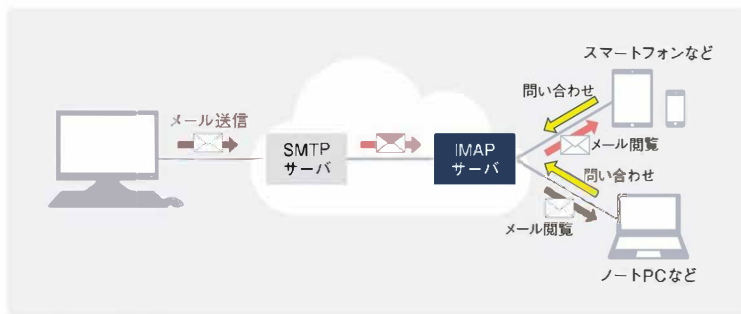 スマートフォンなど
問い合わせ
メール送信
メール閲覧
SMTP
サーバ
IMAP
サーバ
問い合わせ
メール閲覧
ノートPCなど